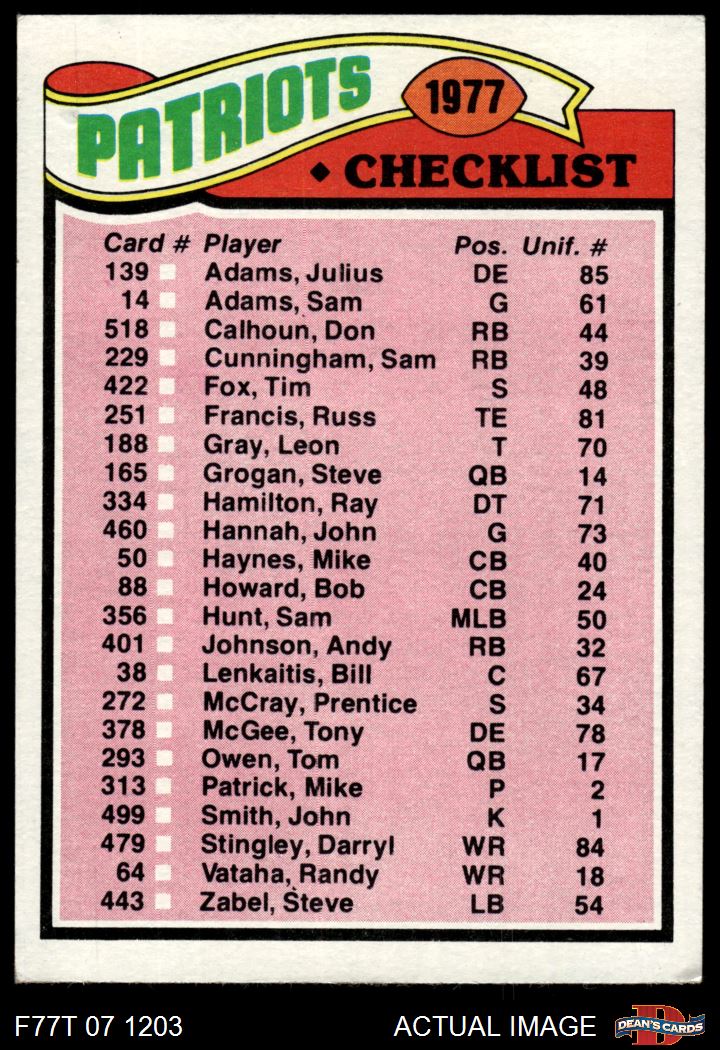 PATRIOTS
1977
◆ CHECKLIST
Card # Player Pos. Unif. #
139 Adams, Julius DE 85
14 Adams, Sam G 61
518 Calhoun, Don RB 44
229 Cunningham, Sam RB 39
422 Fox, Tim S 48
251 Francis, Russ TE 81
188 Gray, Leon T 70
165 Grogan, Steve QB 14
334 Hamilton, Ray DT 71
460 Hannah, John G 73
50 Haynes, Mike CB 40
88 Howard, Bob CB 24
356 Hunt, Sam MLB 50
401 Johnson, Andy RB 32
38 Lenkaitis, Bill C 67
272 McCray, Prentice S 34
378 McGee, Tony DE 78
293 Owen, Tom QB 17
313 Patrick, Mike P 2
499 Smith, John K 1
479 Stingley, Darryl WR 84
64 Vataha, Randy WR 18
443 Zabel, Steve LB 54
F77T 07 1203 ACTUAL IMAGE D DEAN'S CARDS